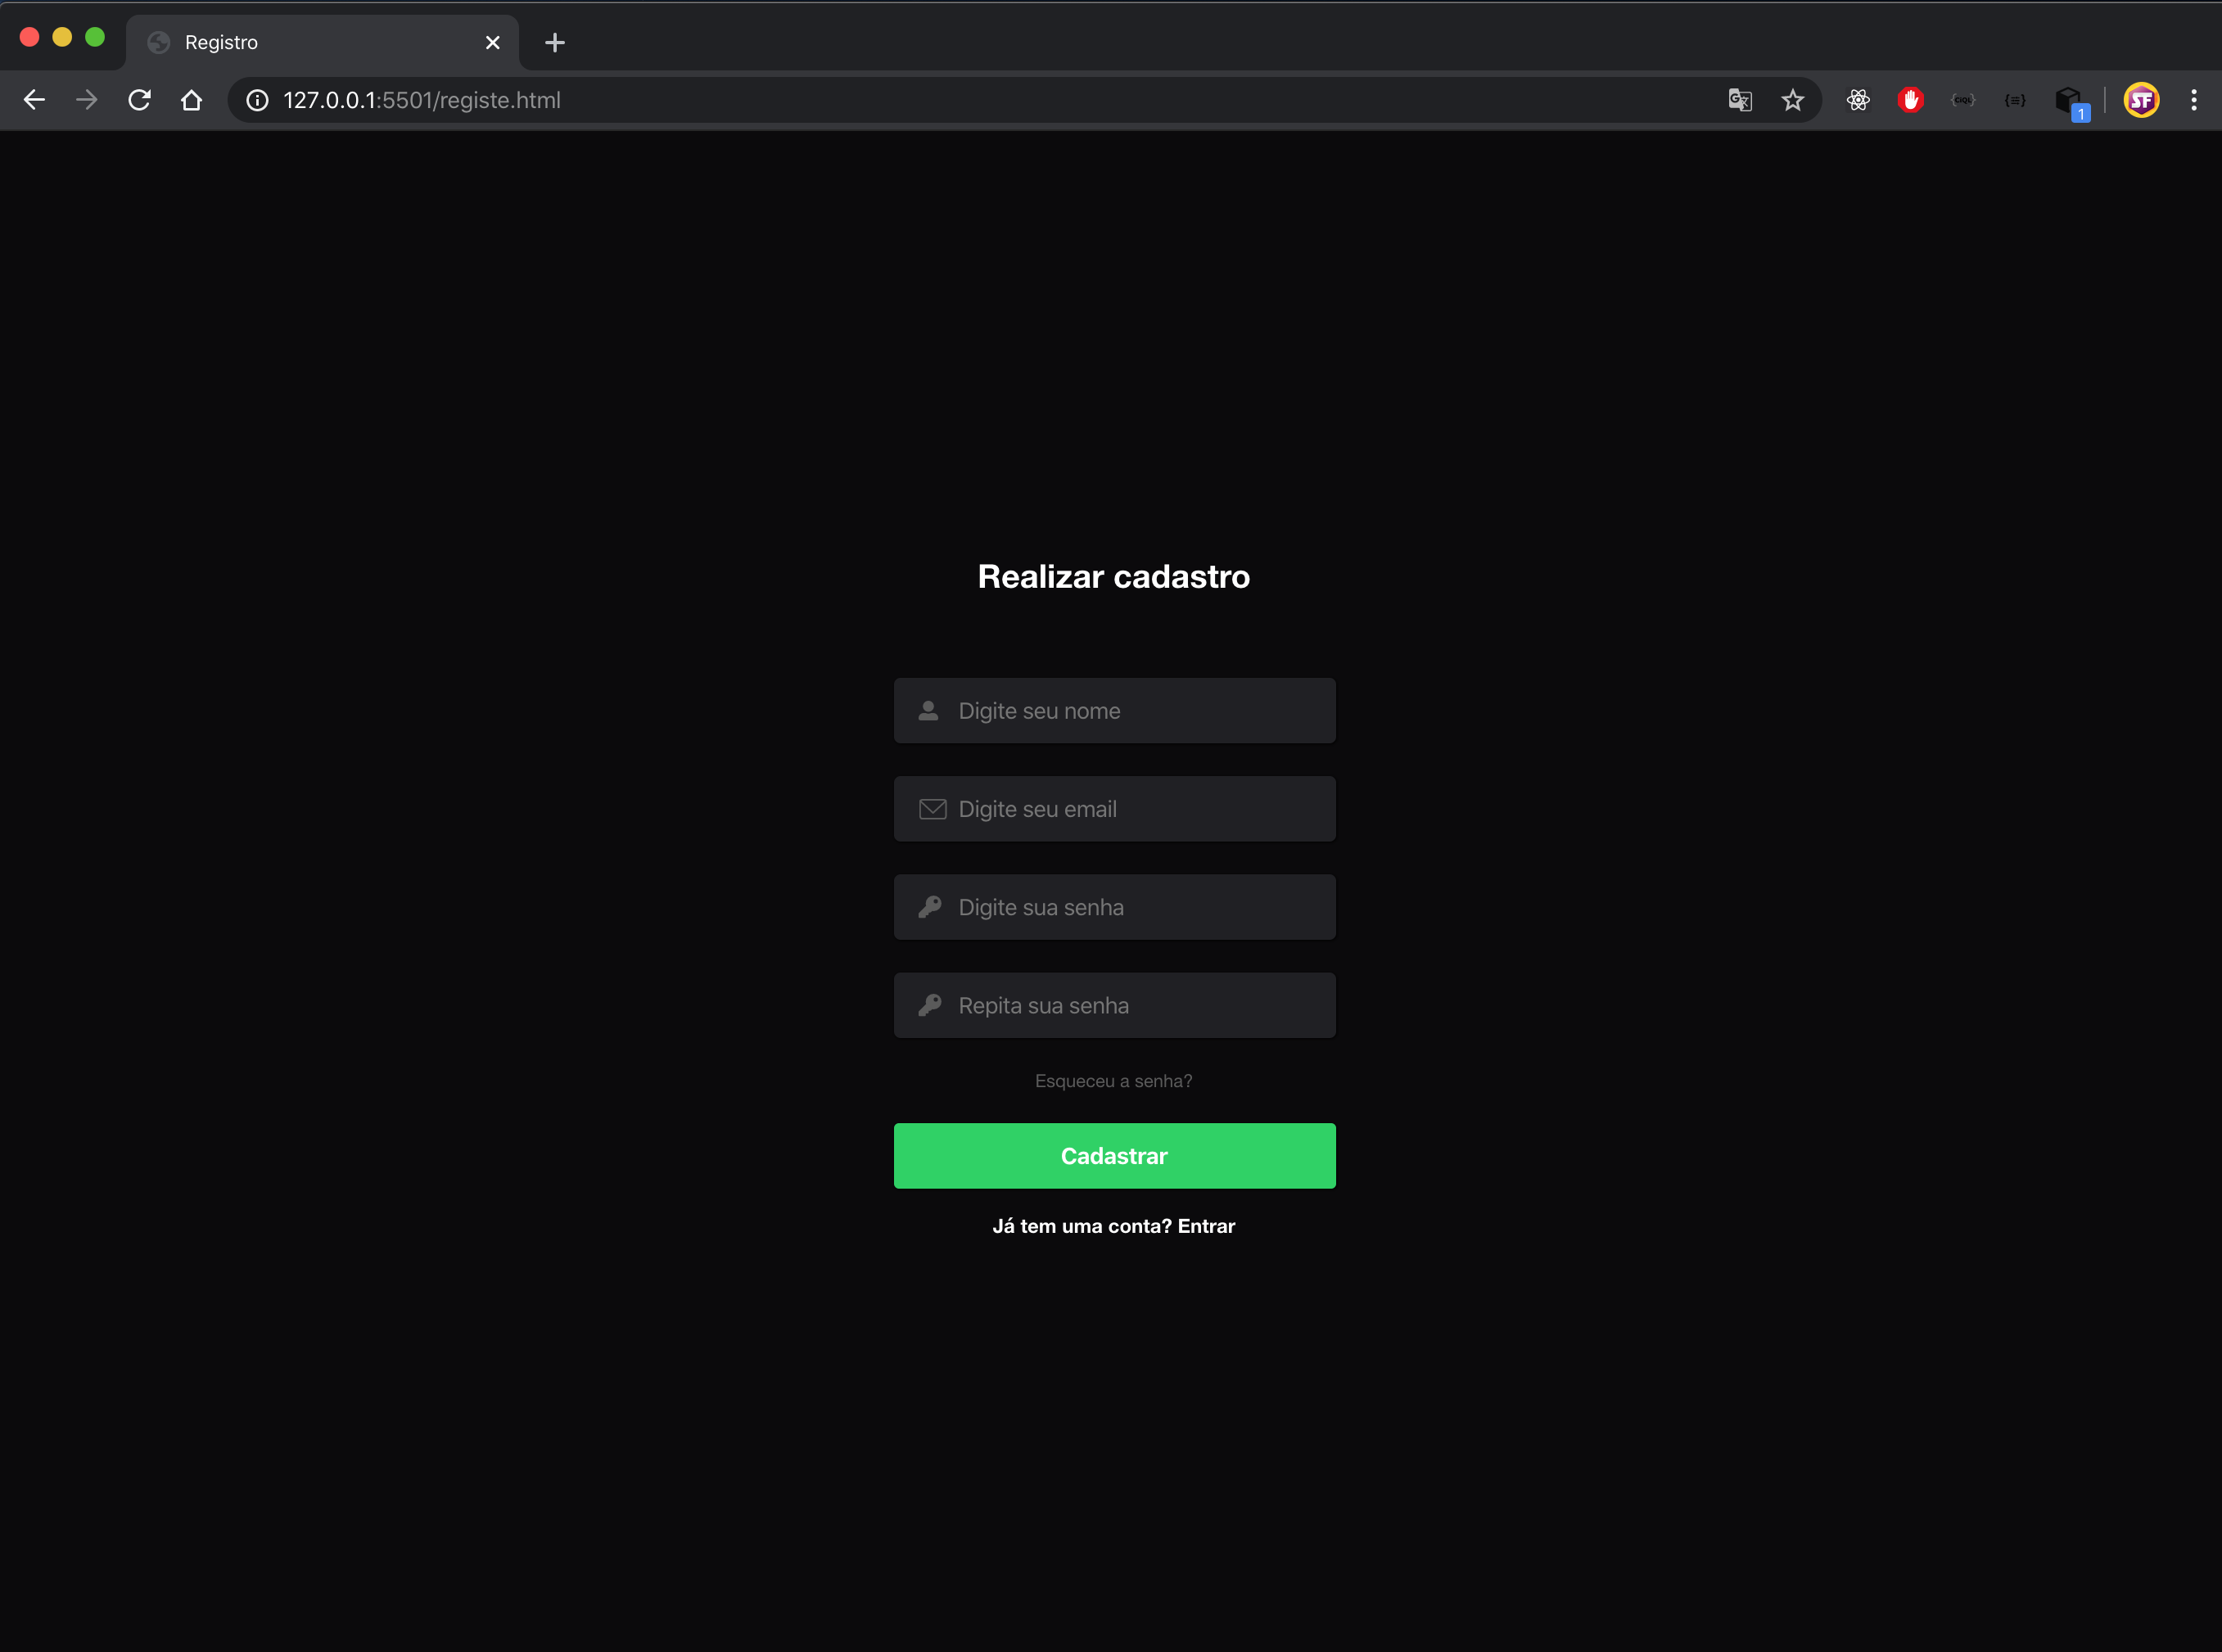 Registro
127.0.0.1:5501/registe.html
1
SF
Realizar cadastro
Digite seu nome
Digite seu email
Digite sua senha
Repita sua senha
Esqueceu a senha?
Cadastrar
Já tem uma conta? Entrar